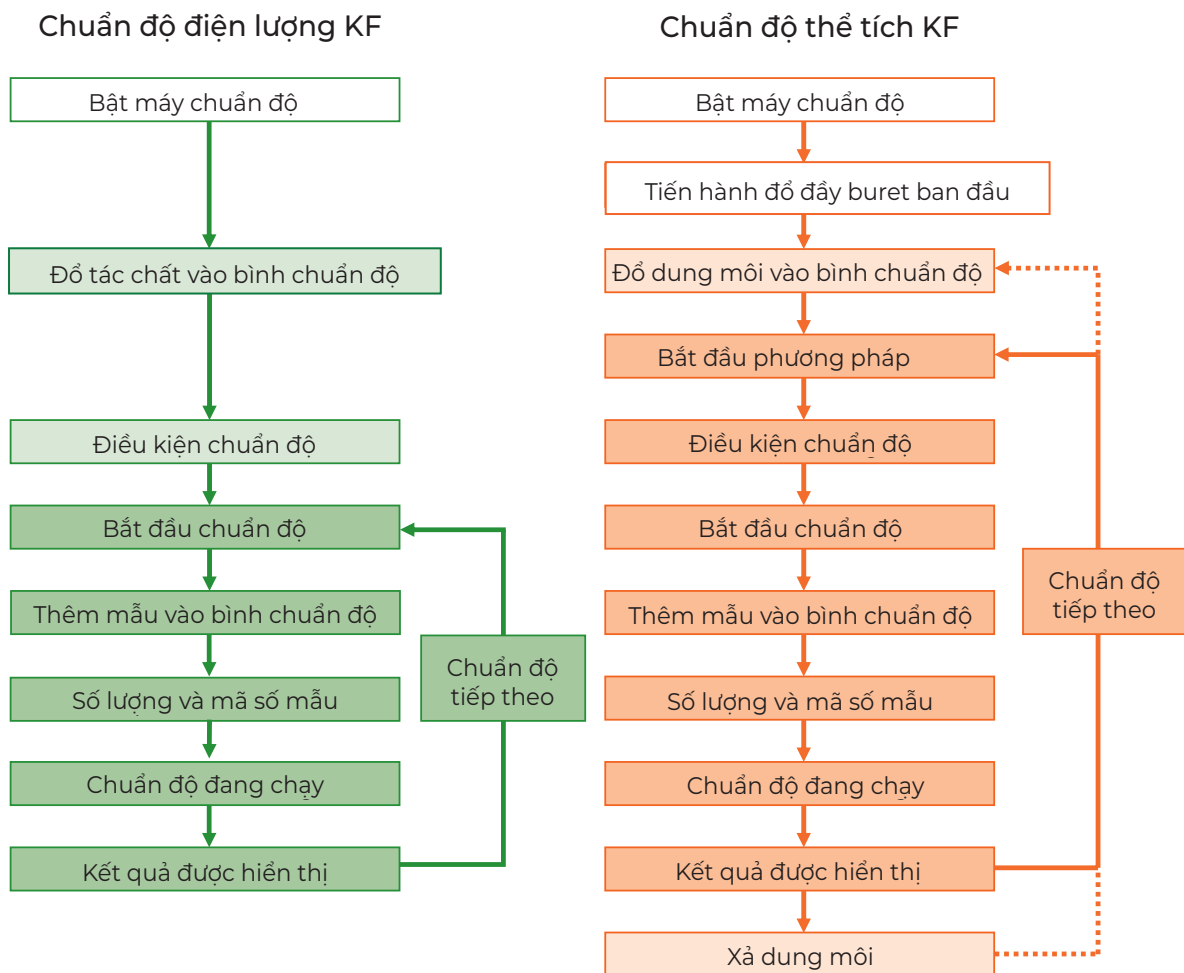 Chuẩn độ điện lượng KF
Bật máy chuẩn độ
Đổ tác chất vào bình chuẩn độ
Điều kiện chuẩn độ
Bắt đầu chuẩn độ
Thêm mẫu vào bình chuẩn độ
Số lượng và mã số mẫu
Chuẩn độ đang chạy
Kết quả được hiển thị
Chuẩn độ
tiếp theo
Chuẩn độ thể tích KF
Bật máy chuẩn độ
Tiến hành đổ đầy buret ban đầu
Đổ dung môi vào bình chuẩn độ
Bắt đầu phương pháp
Điều kiện chuẩn độ
Bắt đầu chuẩn độ
Thêm mẫu vào bình chuẩn độ
Số lượng và mã số mẫu
Chuẩn độ đang chạy
Kết quả được hiển thị
Xả dung môi
Chuẩn độ
tiếp theo